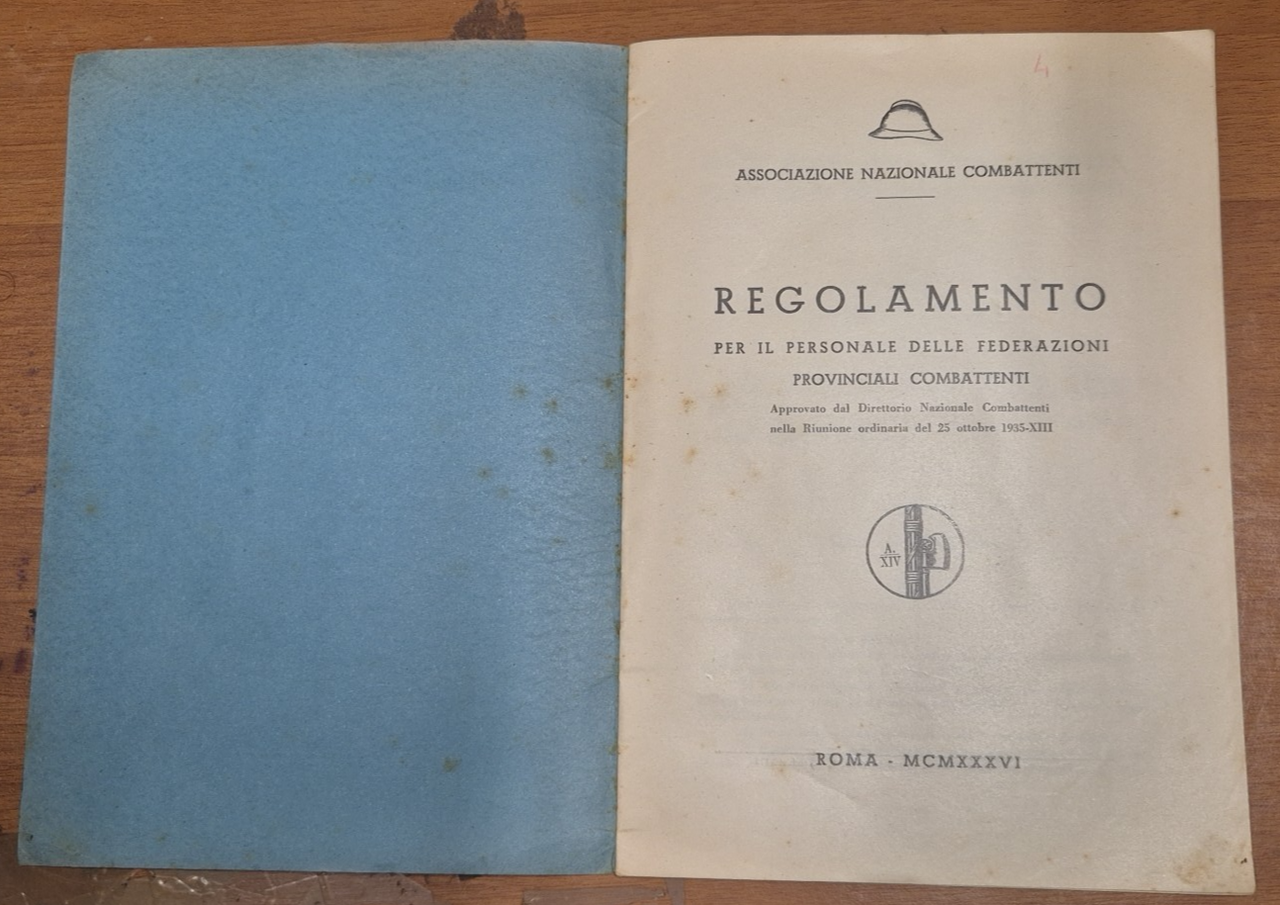 4
ASSOCIAZIONE NAZIONALE COMBATTENTI
REGOLAMENTO
PER IL PERSONALE DELLE FEDERAZIONI
PROVINCIALI COMBATTENTI
Approvato dal Direttorio Nazionale Combattenti
nella Riunione ordinaria del 25 ottobre 1935-XIII
A.
XIV
ROMA - MCMXXXVI